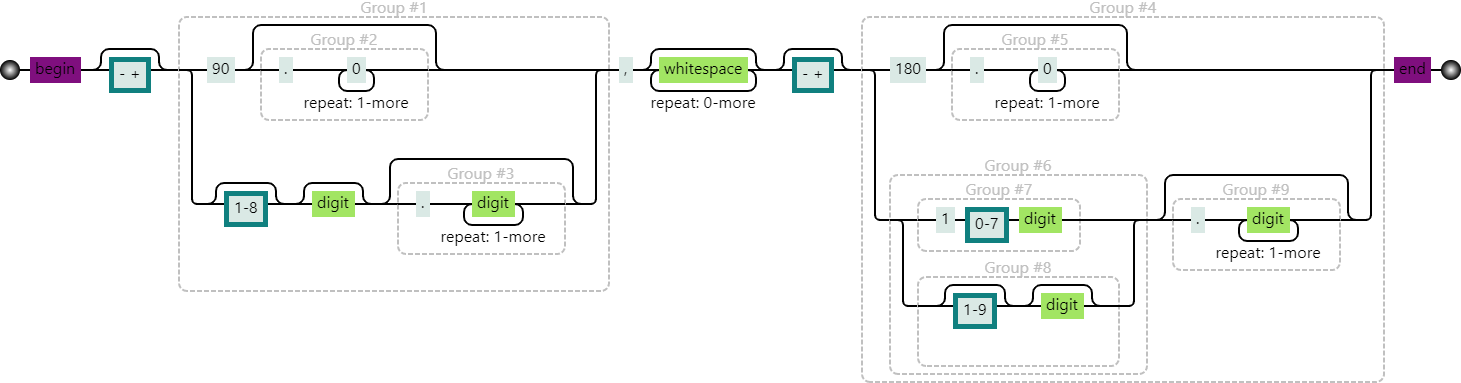 Group #1
Group #4
Group #2
Group #5
begin
- +
90
.
0
,
whitespace
- +
180
.
0
end
repeat: 1-more
repeat: 0-more
repeat: 1-more
Group #6
Group #3
Group #7
Group #9
1-8
digit
.
digit
1
0-7
digit
.
digit
repeat: 1-more
repeat: 1-more
Group #8
1-9
digit